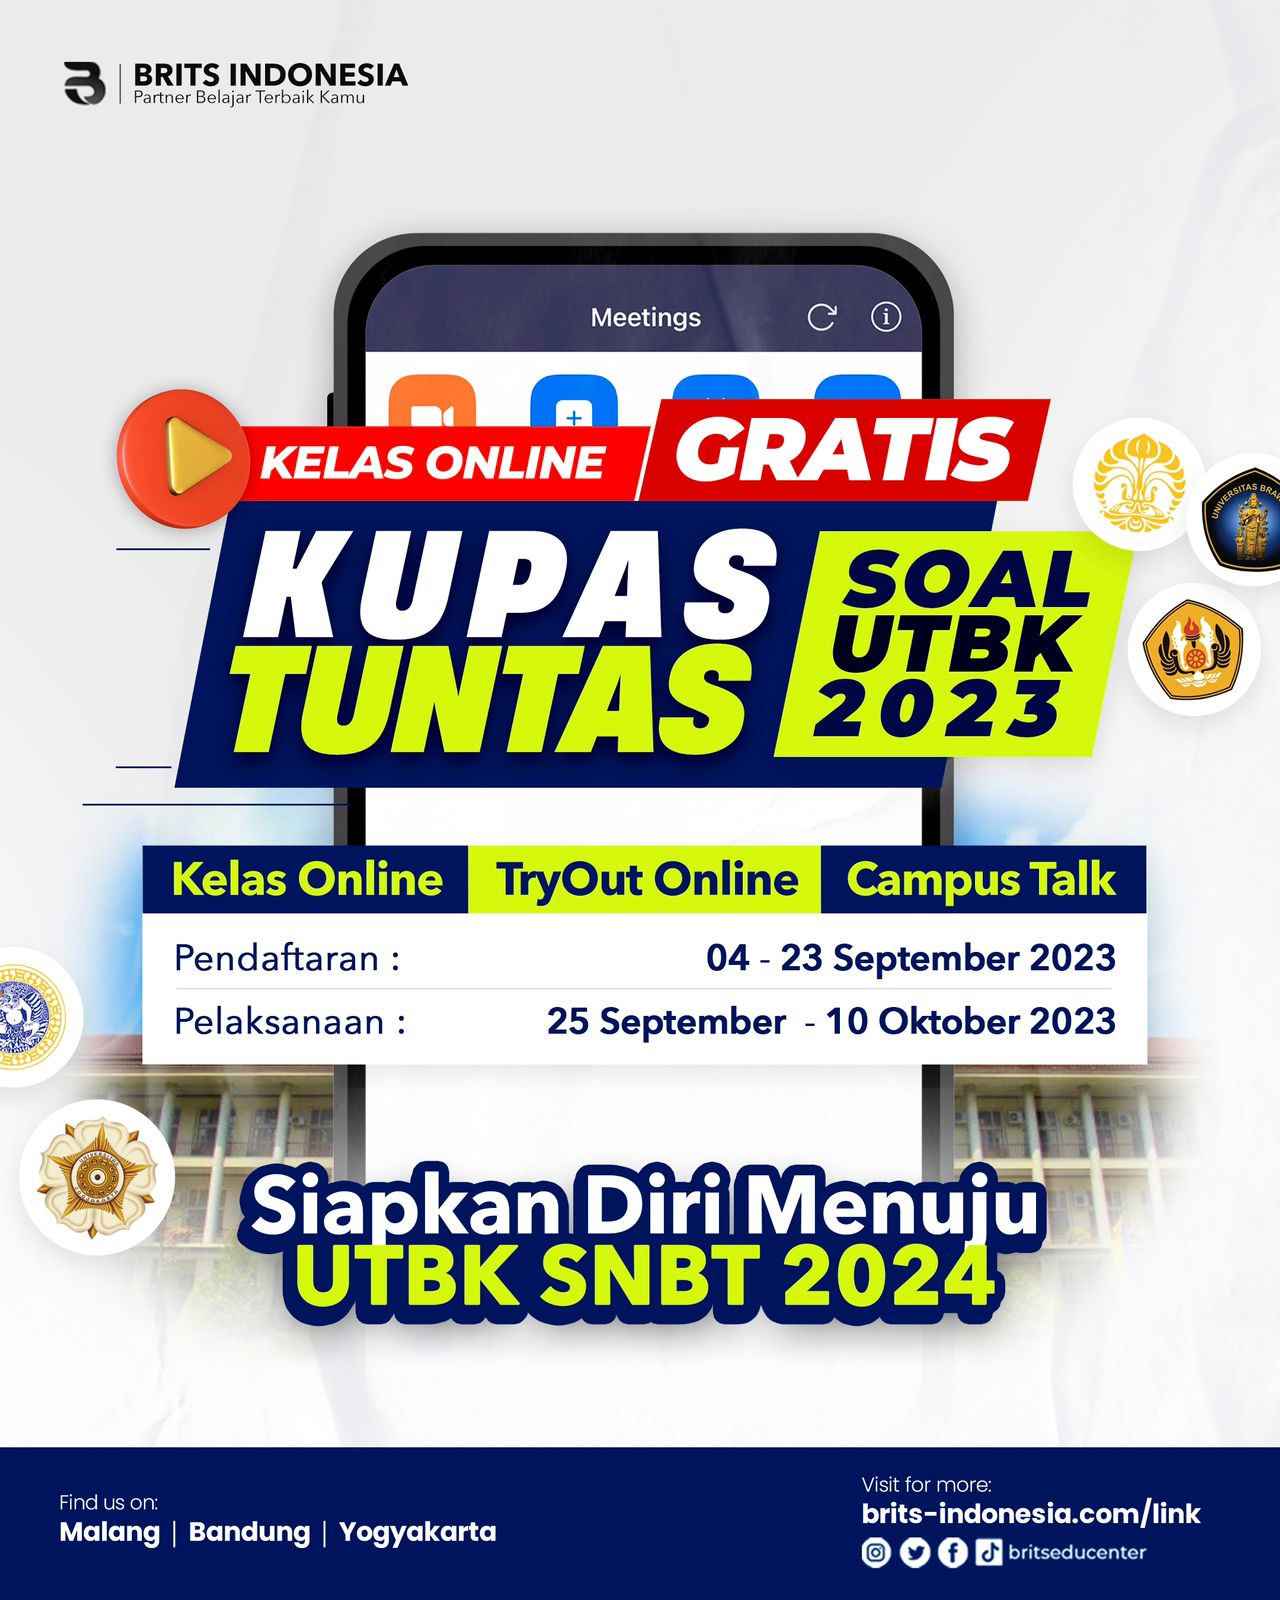 BRITS INDONESIA
Partner Belajar Terbaik Kamu
Meetings
KELAS ONLINE
GRATIS
KUPAS
TUNTAS
SOAL
UTBK
2023
Kelas Online
TryOut Online
Campus Talk
Pendaftaran : 04 - 23 September 2023
Pelaksanaan : 25 September - 10 Oktober 2023
Siapkan Diri Menuju
UTBK SNBT 2024
Find us on:
Malang | Bandung | Yogyakarta
Visit for more:
brits-indonesia.com/link
britseducenter